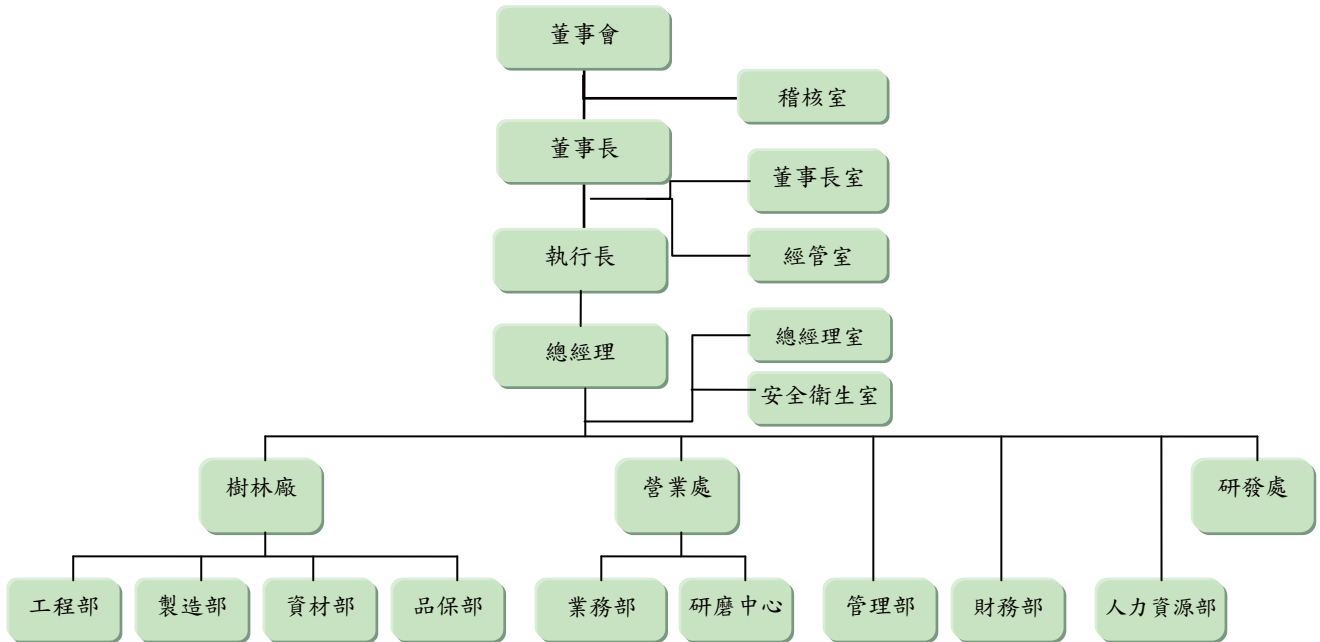 董事會
稽核室
董事長
董事長室
執行長
經管室
總經理
總經理室
安全衛生室
樹林廠
營業處
研發處
工程部
製造部
資材部
品保部
業務部
研磨中心
管理部
財務部
人力資源部